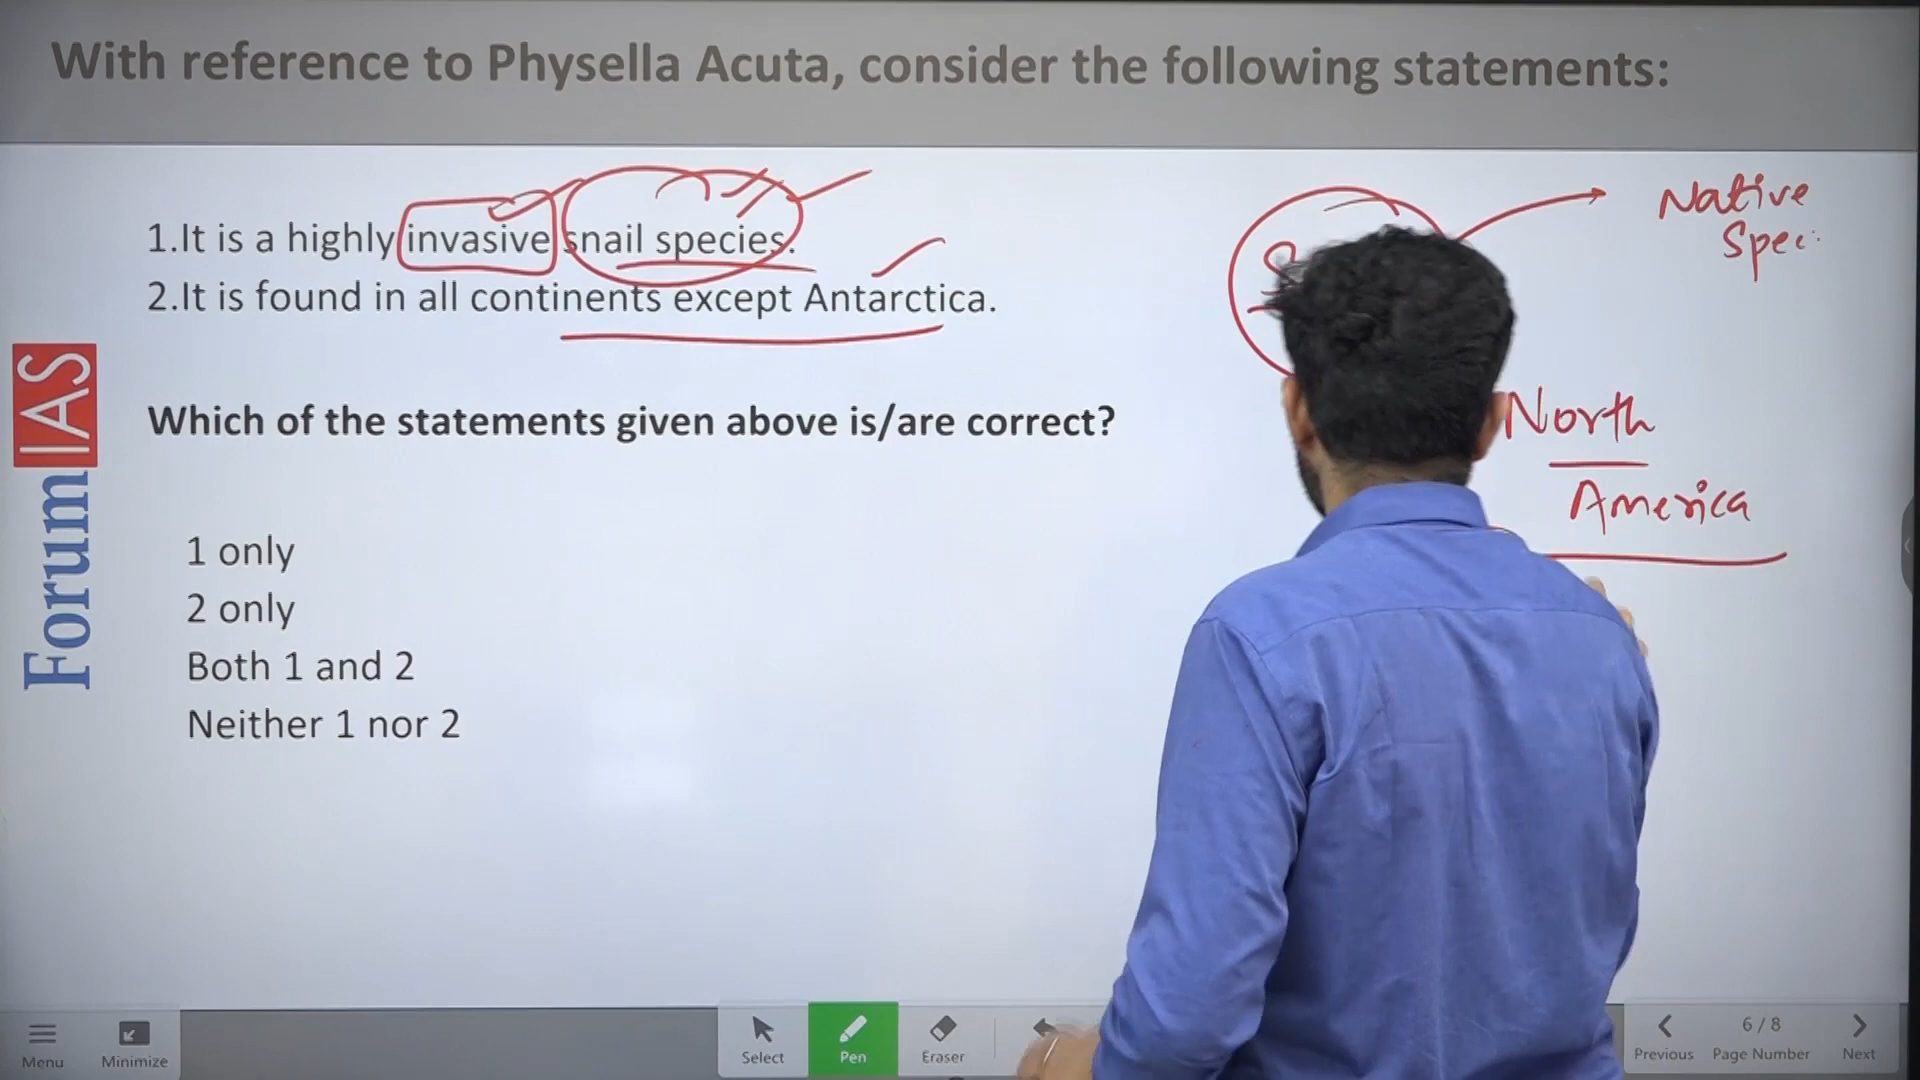 With reference to Physella Acuta, consider the following statements:
1.It is a highly invasive snail species.
2.It is found in all continents except Antarctica.
Which of the statements given above is/are correct?
1 only
2 only
Both 1 and 2
Neither 1 nor 2
Native
North
America
ForumIAS
Menu
Minimize
Select
Pen
Eraser
Previous
6 / 8
Page Number
Next